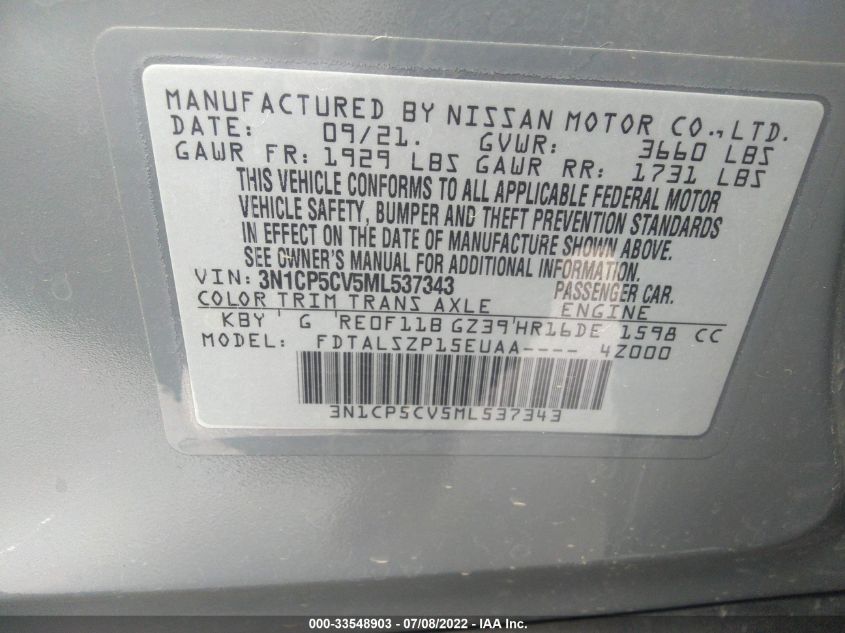 MANUFACTURED BY NISSAN MOTOR CO.,LTD.
DATE: 09/21. GVWR: 3660 LBS
GAWR FR: 1929 LBS GAWR RR: 1731 LBS
THIS VEHICLE CONFORMS TO ALL APPLICABLE FEDERAL MOTOR
VEHICLE SAFETY, BUMPER AND THEFT PREVENTION STANDARDS
IN EFFECT ON THE DATE OF MANUFACTURE SHOWN ABOVE.
SEE OWNER'S MANUAL FOR ADDITIONAL INFORMATION.
VIN: 3N1CP5CV5ML537343 PASSENGER CAR.
COLOR TRIM TRANS AXLE ENGINE
KBY ' G RE0F11B GZ39'HR16DE 1598 CC
MODEL: FDTALSZP15EUAA---- 4Z000
3N1CP5CV5ML537343
000-33548903 - 07/08/2022 - IAA Inc.